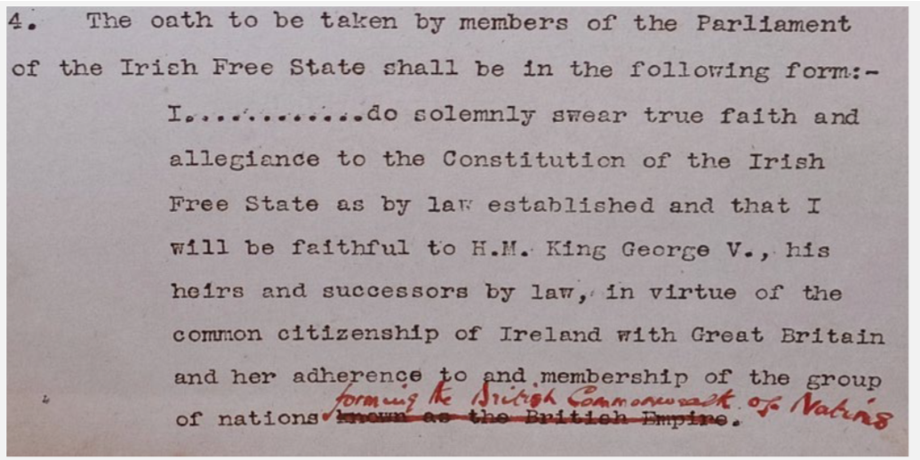 4. The oath to be taken by members of the Parliament
of the Irish Free State shall be in the following form:-
I.............do solemnly swear true faith and
allegiance to the Constitution of the Irish
Free State as by law established and that I
will be faithful to H.M. King George V., his
heirs and successors by law, in virtue of the
common citizenship of Ireland with Great Britain
and her adherence to and membership of the group
forming the British Commonwealth of Nations
of nations known as the British Empire.